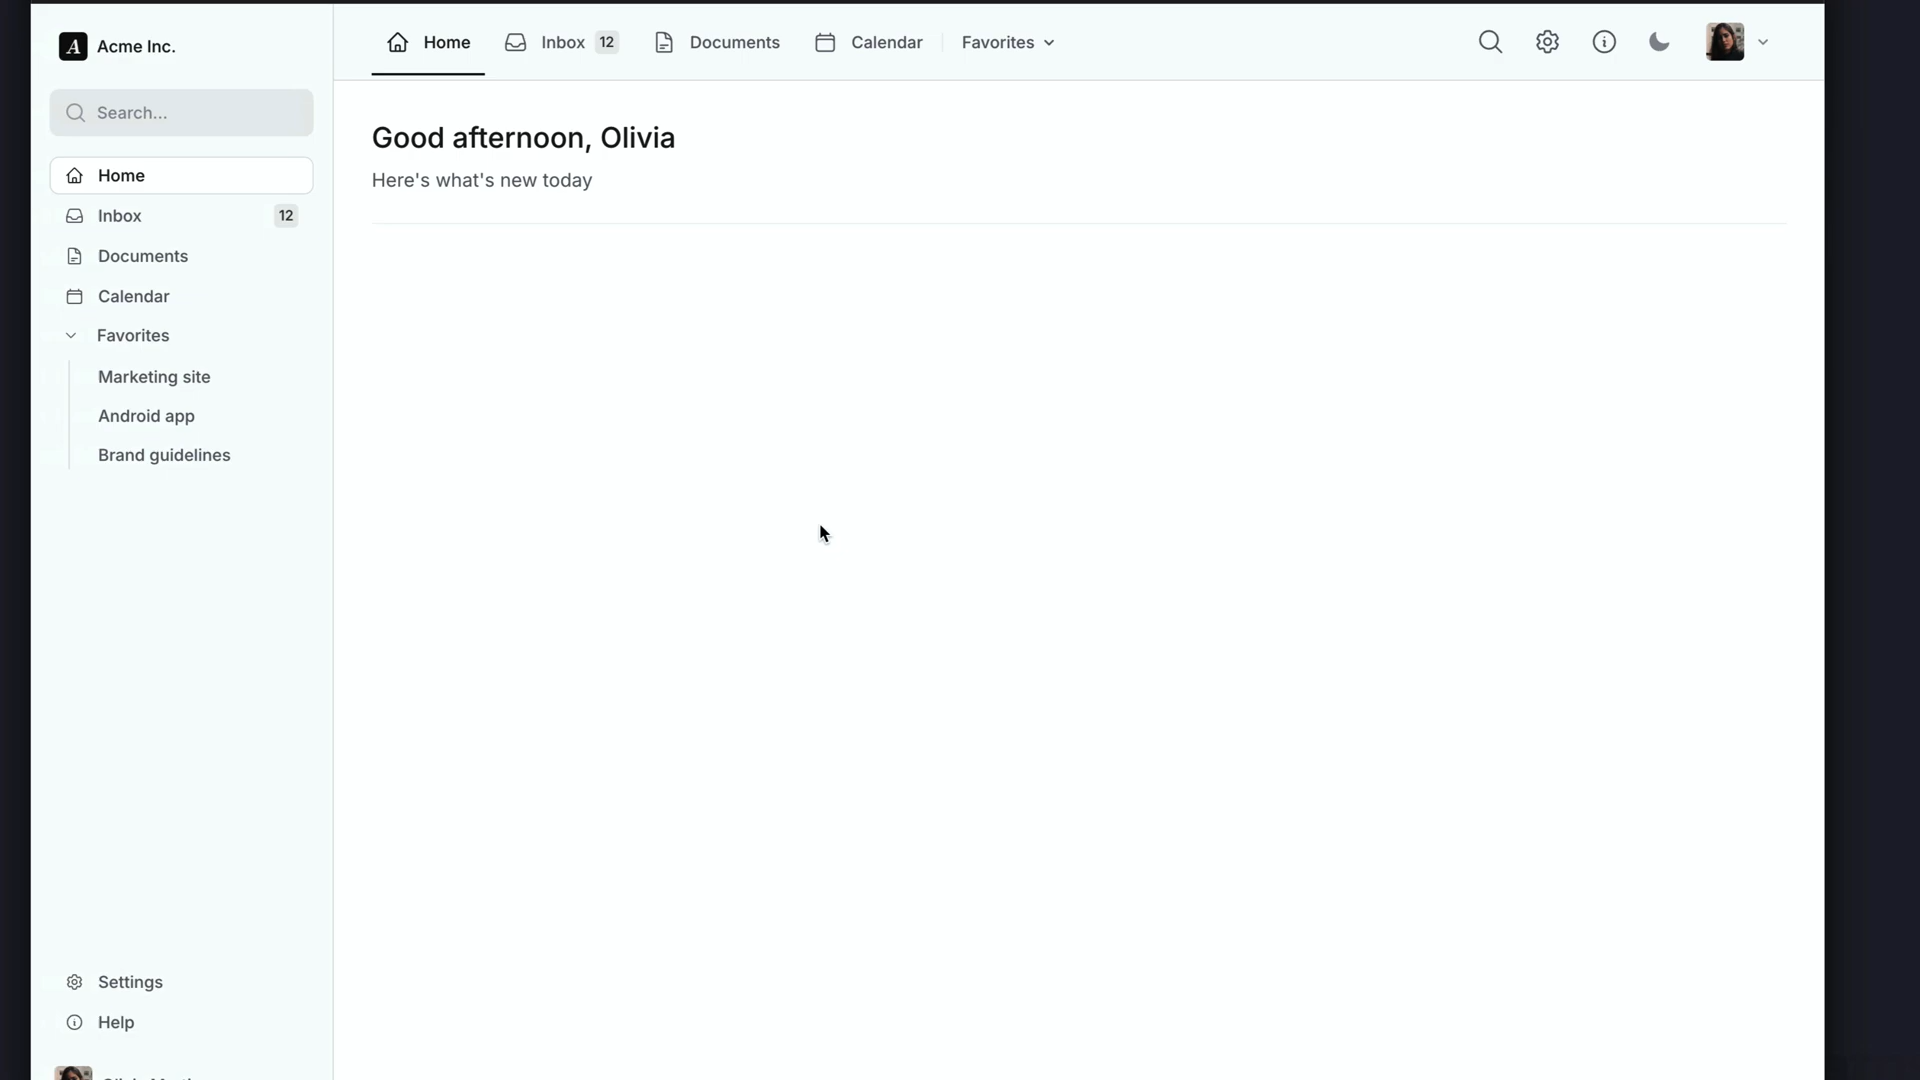 A Acme Inc.
Search...
Home
Inbox 12
Documents
Calendar
Favorites
Marketing site
Android app
Brand guidelines
Settings
Help
Home Inbox 12 Documents Calendar Favorites
Good afternoon, Olivia
Here's what's new today